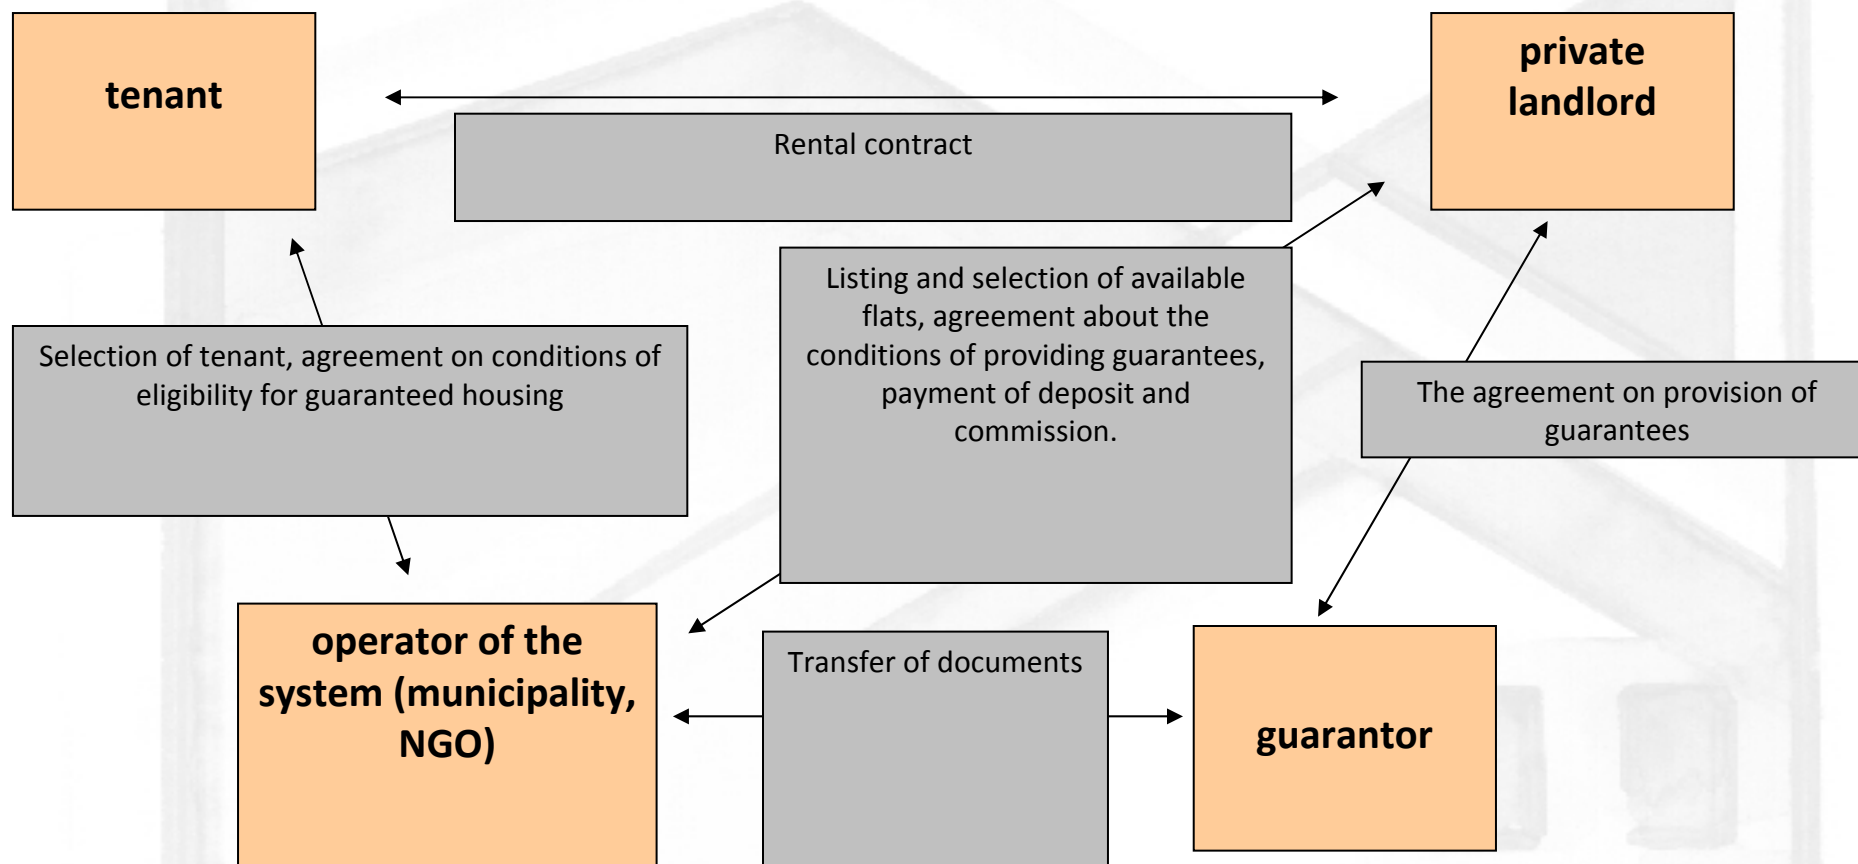 tenant
private
landlord
Rental contract
Listing and selection of available
flats, agreement about the
conditions of providing guarantees,
payment of deposit and
commission.
Selection of tenant, agreement on conditions of
eligibility for guaranteed housing
The agreement on provision of
guarantees
operator of the
system (municipality,
NGO)
Transfer of documents
guarantor